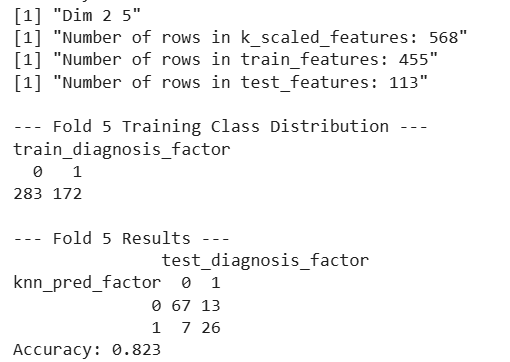 [1] "Dim 2 5"
[1] "Number of rows in k_scaled_features: 568"
[1] "Number of rows in train_features: 455"
[1] "Number of rows in test_features: 113"
--- Fold 5 Training Class Distribution ---
train_diagnosis_factor
0 1
283 172
--- Fold 5 Results ---
test_diagnosis_factor
knn_pred_factor 0 1
0 67 13
1 7 26
Accuracy: 0.823